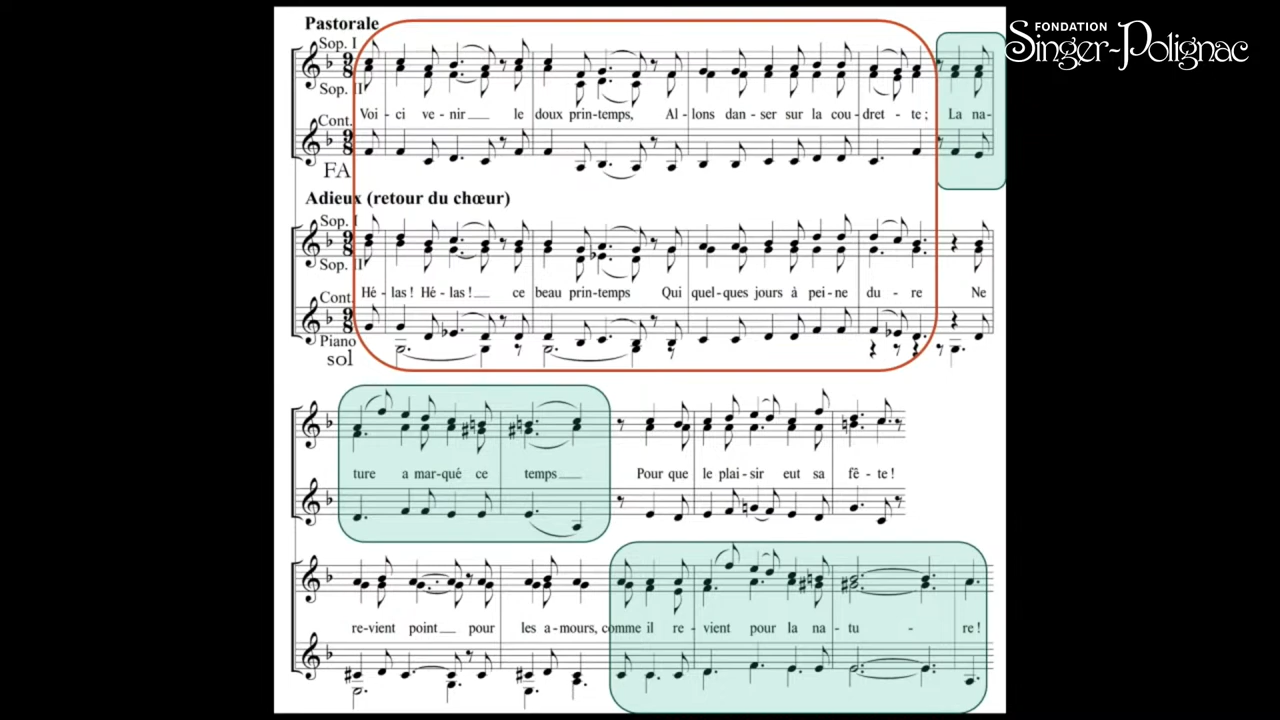 Pastorale
FONDATION
Singer-Polignac
Sop. I
Sop. II
Voi - ci ve - nir le doux prin-temps, Al - lons dan - ser sur la cou - dret - te ; La na-
Cont.
FA
Adieux (retour du chœur)
Sop. I
Sop. II
Hé - las ! Hé - las ! ce beau prin-temps Qui quel-ques jours à pei - ne du - re Ne
Cont.
Piano
sol
ture a mar-qué ce temps Pour que le plai - sir eut sa fê - te !
re-vient point pour les a-mours, comme il re - vient pour la na - tu - re !